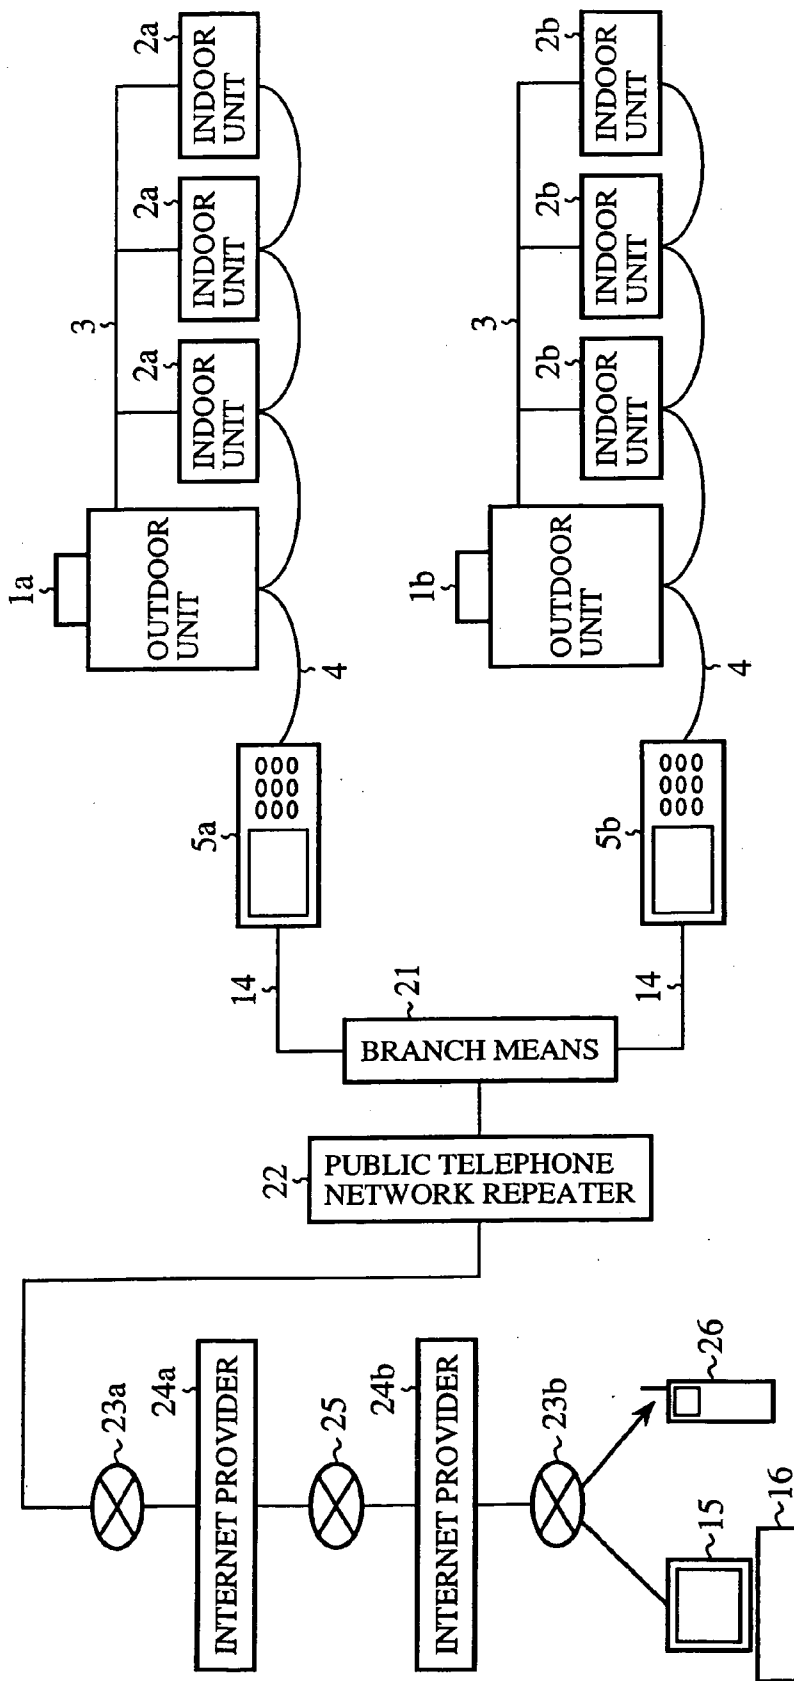 1a
OUTDOOR
UNIT
3
2a
INDOOR
UNIT
2a
INDOOR
UNIT
2a
INDOOR
UNIT
4
5a
14
1b
OUTDOOR
UNIT
3
2b
INDOOR
UNIT
2b
INDOOR
UNIT
2b
INDOOR
UNIT
4
5b
14
21
BRANCH MEANS
22
PUBLIC TELEPHONE
NETWORK REPEATER
23a
24a
INTERNET PROVIDER
25
24b
INTERNET PROVIDER
23b
26
15
16